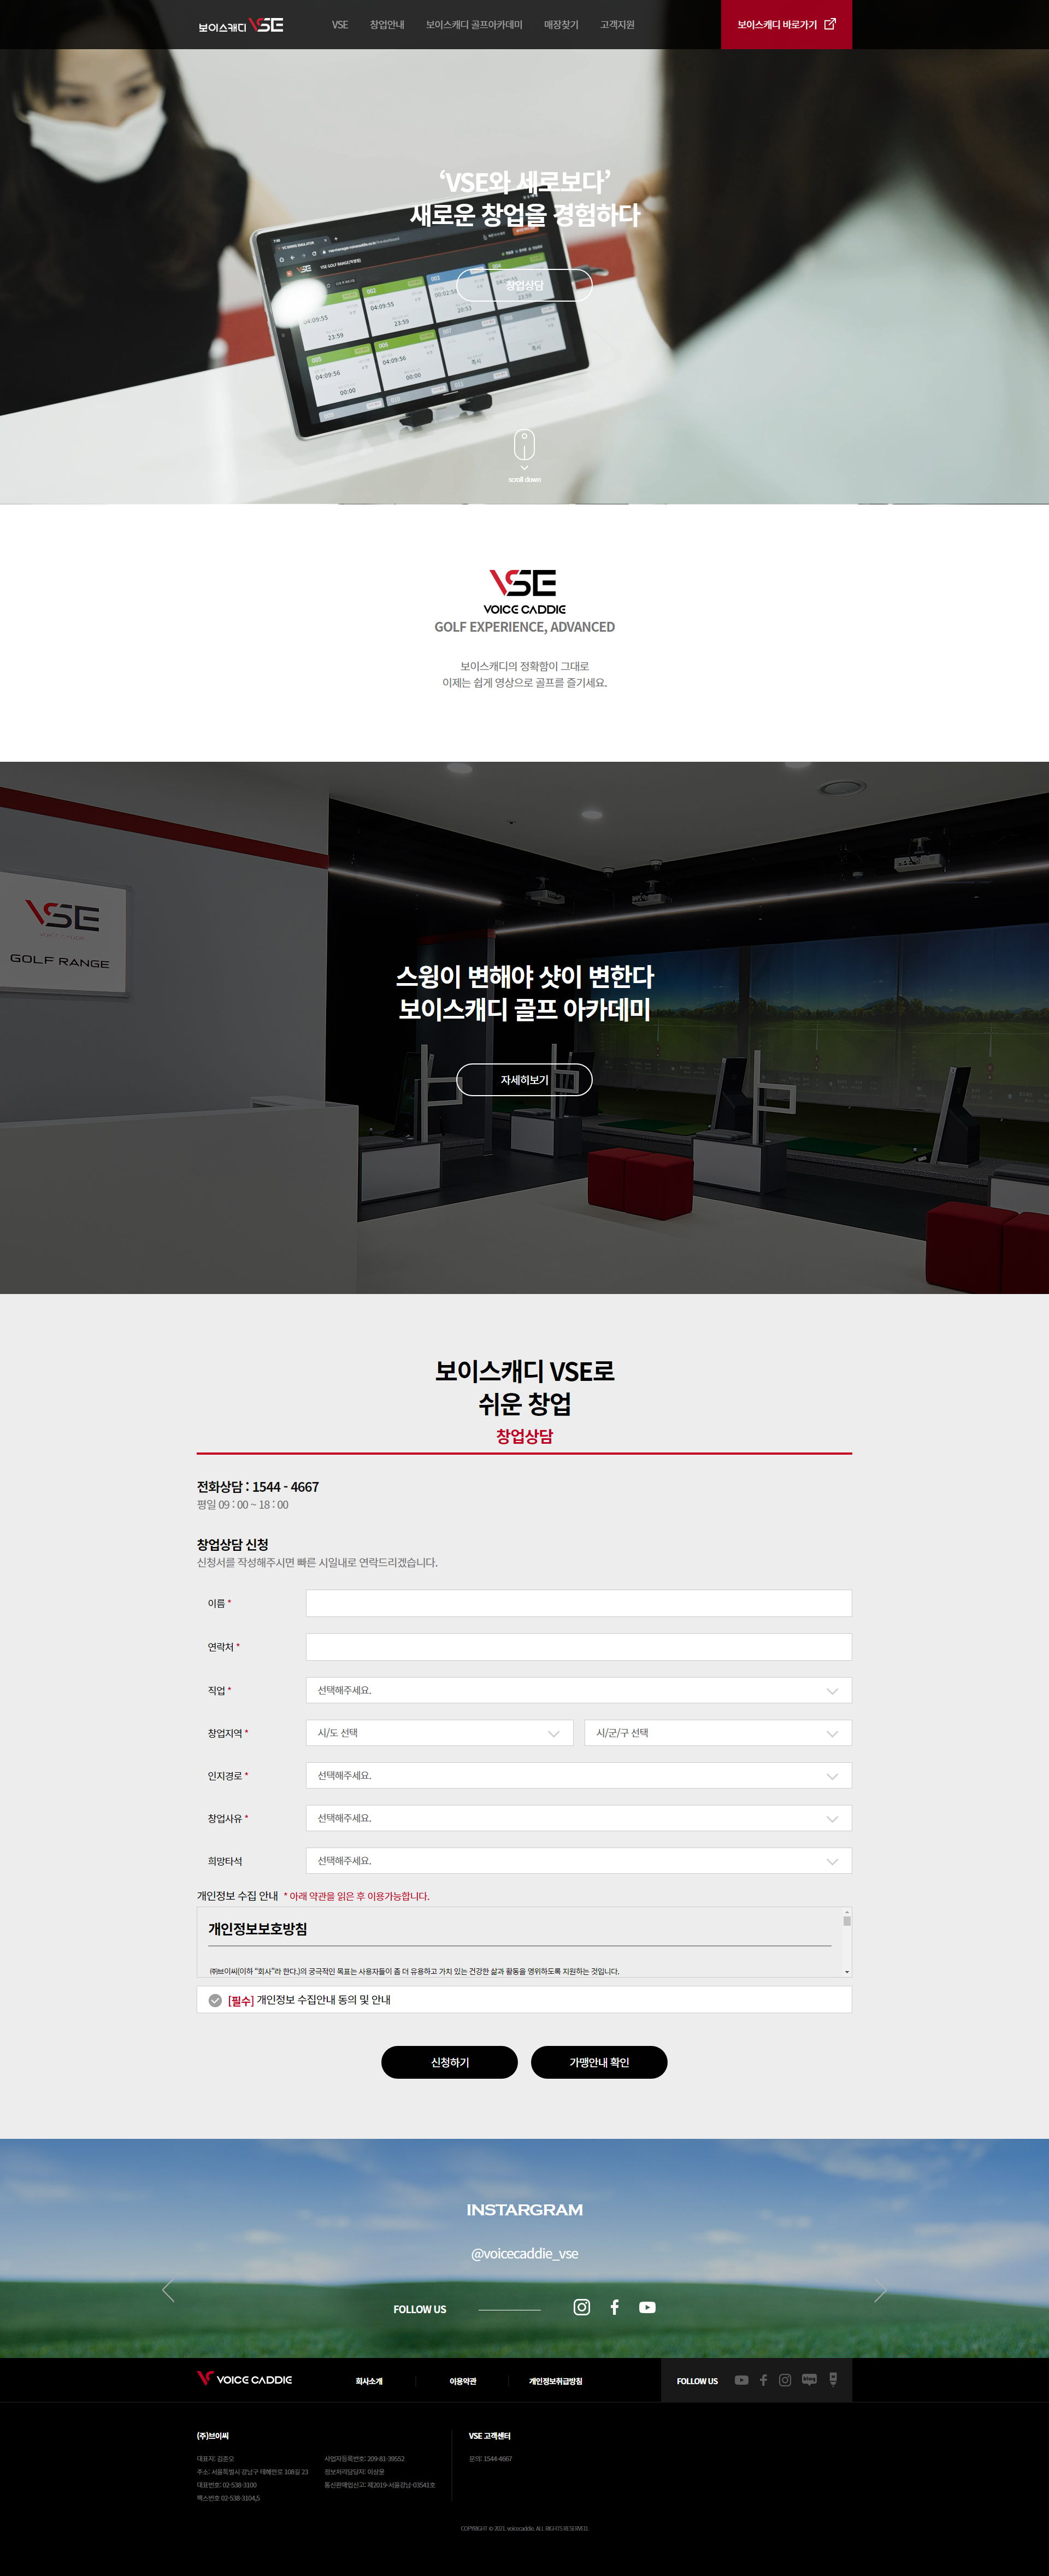 보이스캐디 VSE
VSE 창업안내 보이스캐디 골프아카데미 매장찾기 고객지원
보이스캐디 바로가기
‘VSE와 세로보다’
새로운 창업을 경험하다
창업상담
scroll down
VSE
VOICE CADDIE
GOLF EXPERIENCE, ADVANCED
보이스캐디의 정확함이 그대로
이제는 쉽게 영상으로 골프를 즐기세요.
VSE
GOLF RANGE
스윙이 변해야 샷이 변한다
보이스캐디 골프 아카데미
자세히보기
보이스캐디 VSE로
쉬운 창업
창업상담
전화상담 : 1544 - 4667
평일 09 : 00 ~ 18 : 00
창업상담 신청
신청서를 작성해주시면 빠른 시일내로 연락드리겠습니다.
이름 *
연락처 *
직업 * 선택해주세요.
창업지역 * 시/도 선택 시/군/구 선택
인지경로 * 선택해주세요.
창업사유 * 선택해주세요.
희망타석 선택해주세요.
개인정보 수집 안내 * 아래 약관을 읽은 후 이용가능합니다.
개인정보보호방침
㈜브이씨(이하 “회사”라 한다.)의 궁극적인 목표는 사용자들이 좀 더 유용하고 가치 있는 건강한 삶과 활동을 영위하도록 지원하는 것입니다.
[필수] 개인정보 수집안내 동의 및 안내
신청하기 가맹안내 확인
INSTARGRAM
@voicecaddie_vse
FOLLOW US
VOICE CADDIE 회사소개 이용약관 개인정보취급방침 FOLLOW US
(주)브이씨 VSE 고객센터
대표자: 김준오 사업자등록번호: 209-81-39552 문의: 1544-4667
주소: 서울특별시 강남구 테헤란로 108길 23 정보처리담당자: 이상윤
대표번호: 02-538-3100 통신판매업신고: 제2019-서울강남-03541호
팩스번호 02-538-3104,5
COPYRIGHT © 2021. voicecaddie. ALL RIGHTS RESERVED.